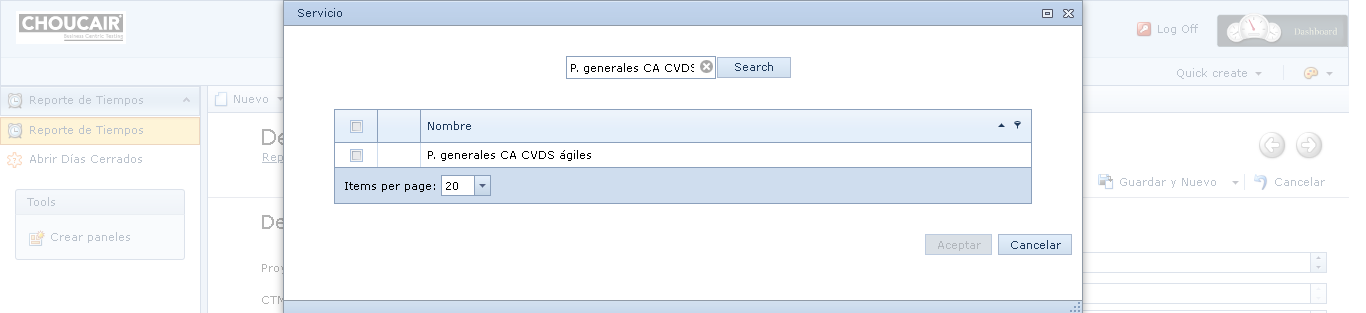 CHOUCAIR
Business Centric Testing
Servicio
Log Off
Dashboard
P. generales CA CVDS
Search
Quick create
Reporte de Tiempos
Nuevo
Nombre
Reporte de Tiempos
De
Rep
P. generales CA CVDS ágiles
Abrir Días Cerrados
Items per page: 20
Guardar y Nuevo
Cancelar
Tools
De
Crear paneles
Aceptar
Cancelar
Proy
CTM